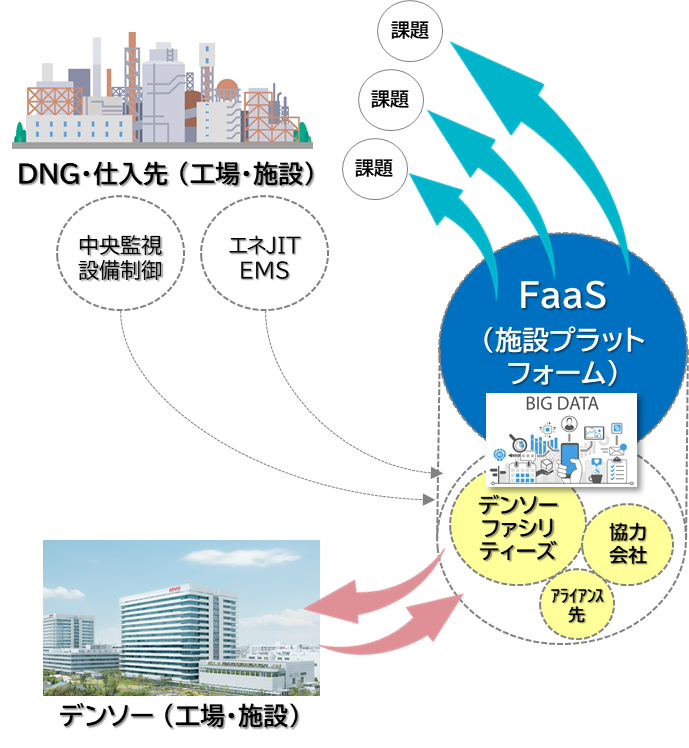 課題
課題
課題
DNG・仕入先（工場・施設）
中央監視
設備制御
エネJIT
EMS
FaaS
（施設プラット
フォーム）
BIG DATA
デンソー
ファシリ
ティーズ
協力
会社
アライアンス
先
DENSO
デンソー（工場・施設）